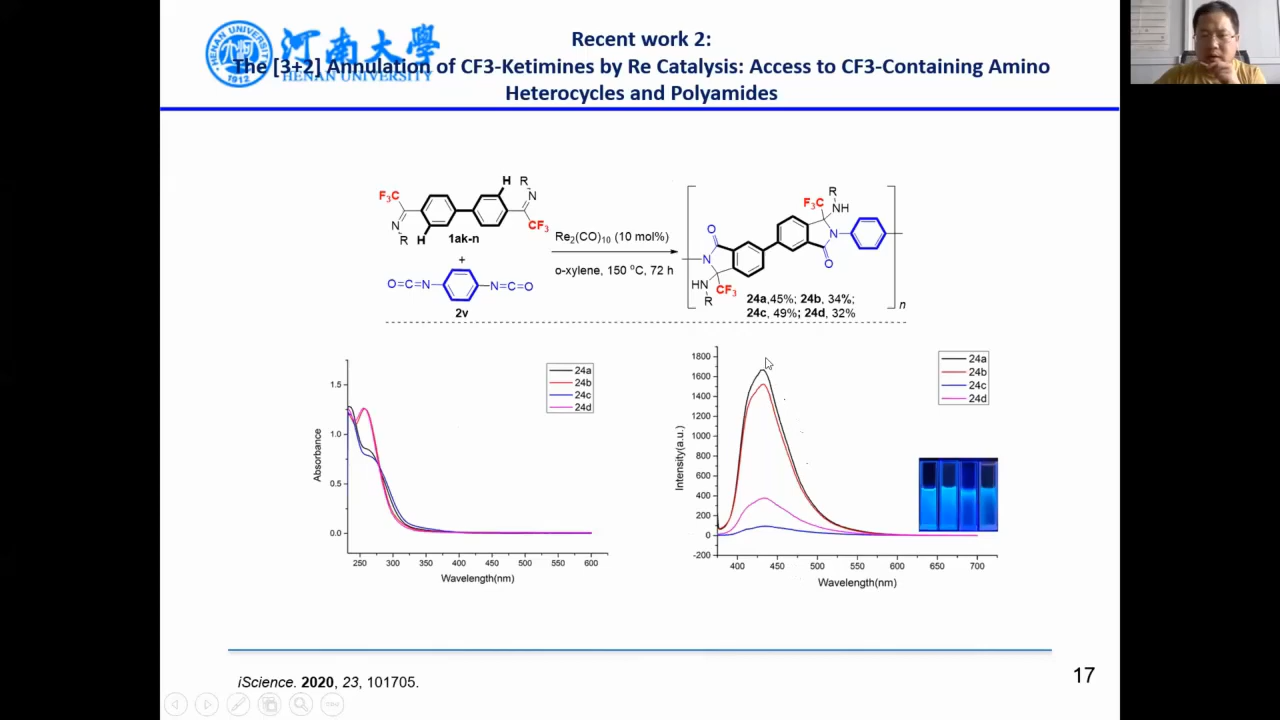 河南大学
HENAN UNIVERSITY
HENAN UNIVERSITY
1912
Recent work 2:
The [3+2] Annulation of CF3-Ketimines by Re Catalysis: Access to CF3-Containing Amino
Heterocycles and Polyamides
F₃C
N
R
H
H
R
N
CF₃
1ak-n
+
O=C=N
N=C=O
2v
Re₂(CO)₁₀ (10 mol%)
o-xylene, 150 ºC, 72 h
O
N
HN
R
CF₃
R
F₃C
NH
N
O
n
24a,45%; 24b, 34%;
24c, 49%; 24d, 32%
Absorbance
1.5
1.0
0.5
0.0
250 300 350 400 450 500 550 600
Wavelength(nm)
24a
24b
24c
24d
Intensity(a.u.)
1800
1600
1400
1200
1000
800
600
400
200
0
-200
400 450 500 550 600 650 700
Wavelength(nm)
24a
24b
24c
24d
iScience. 2020, 23, 101705.
17